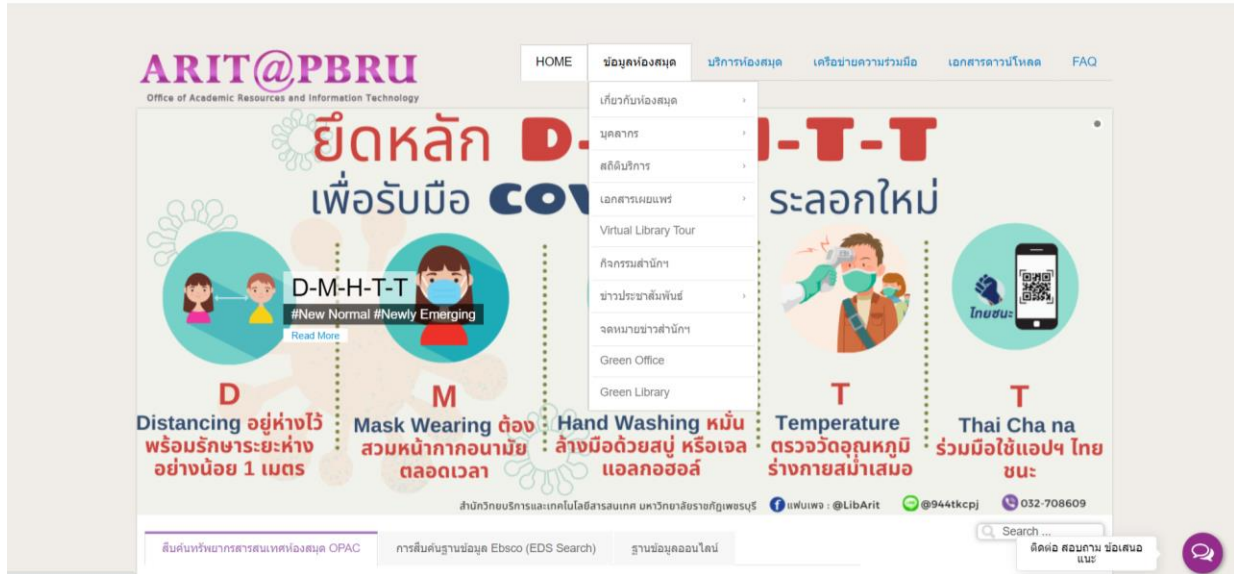 ARIT@PBRU
Office of Academic Resources and Information Technology
HOME
ข้อมูลห้องสมุด
บริการห้องสมุด
เครือข่ายความร่วมมือ
เอกสารดาวน์โหลด
FAQ
เกี่ยวกับห้องสมุด
บุคลากร
สถิติบริการ
เอกสารเผยแพร่
Virtual Library Tour
กิจกรรมสำนักฯ
ข่าวประชาสัมพันธ์
จดหมายข่าวสำนักฯ
Green Office
Green Library
ยึดหลัก D- -T-T
เพื่อรับมือ COV ระลอกใหม่
D-M-H-T-T
#New Normal #Newly Emerging
Read More
ไทยชนะ
D
Distancing อยู่ห่างไว้
พร้อมรักษาระยะห่าง
อย่างน้อย 1 เมตร
M
Mask Wearing ต้อง
สวมหน้ากากอนามัย
ตลอดเวลา
Hand Washing หมั่น
ล้างมือด้วยสบู่ หรือเจล
แอลกอฮอล์
T
Temperature
ตรวจวัดอุณหภูมิ
ร่างกายสม่ำเสมอ
T
Thai Cha na
ร่วมมือใช้แอปฯ ไทย
ชนะ
สำนักวิทยบริการและเทคโนโลยีสารสนเทศ มหาวิทยาลัยราชภัฏเพชรบุรี
แฟนเพจ : @LibArit
@944tkcpj
032-708609
Search ...
สืบค้นทรัพยากรสารสนเทศห้องสมุด OPAC
การสืบค้นฐานข้อมูล Ebsco (EDS Search)
ฐานข้อมูลออนไลน์
ติดต่อ สอบถาม ข้อเสนอ
แนะ